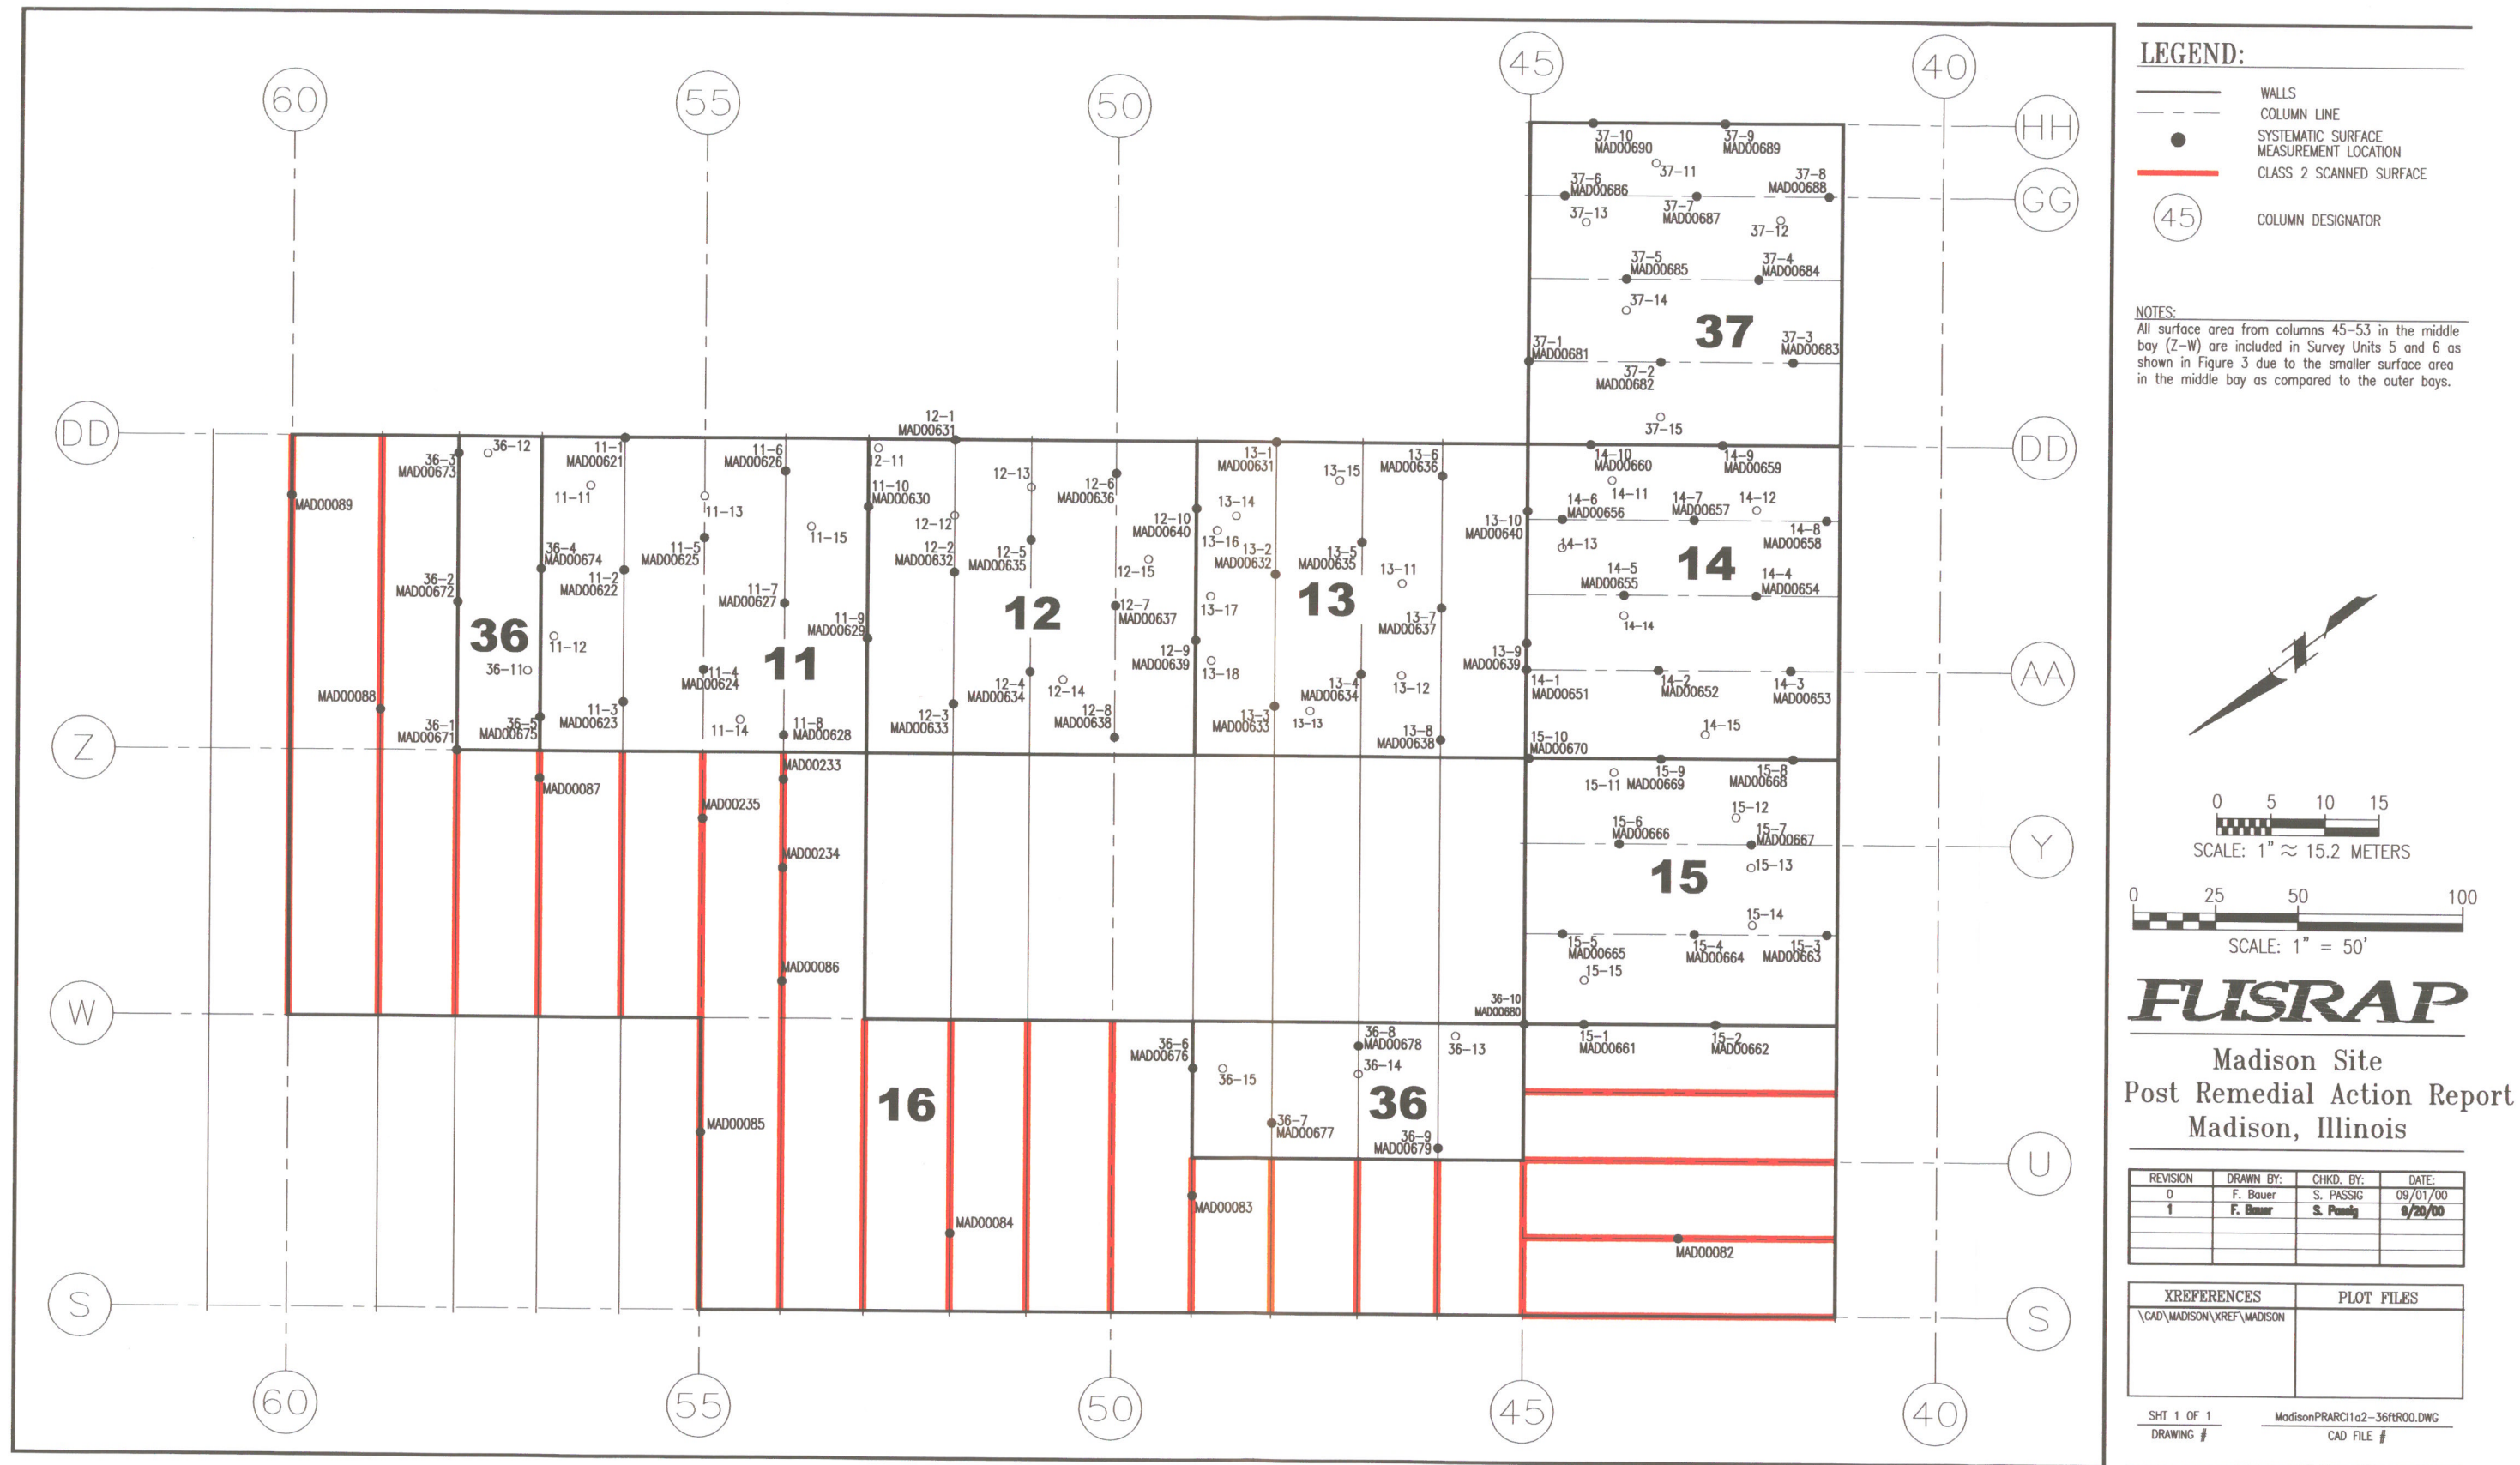 60
55
50
45
40
HH
GG
DD
DD
AA
Z
Y
W
U
S
S
60
55
50
45
40
37-10
MAD00690
37-9
MAD00689
37-11
37-6
MAD00686
37-8
MAD00688
37-7
MAD00687
37-13
37-12
37-5
MAD00685
37-4
MAD00684
37-14
37
37-1
MAD00681
37-3
MAD00683
37-2
MAD00682
37-15
36-3
MAD00673
36-12
11-1
MAD00621
11-6
MAD00626
12-11
12-1
MAD00631
12-13
12-6
MAD00636
13-1
MAD00631
13-15
13-6
MAD00636
14-10
MAD00660
14-9
MAD00659
MAD00089
11-11
11-13
11-10
MAD00630
11-15
12-12
12-10
MAD00640
13-14
13-16
13-10
MAD00640
14-6
MAD00656
14-11
14-7
MAD00657
14-12
14-8
MAD00658
36-4
MAD00674
11-5
MAD00625
12-2
MAD00632
12-5
MAD00635
12-15
13-2
MAD00632
13-5
MAD00635
13-11
14-13
14
36-2
MAD00672
11-2
MAD00622
11-7
MAD00627
12
12-7
MAD00637
13-17
13
13-7
MAD00637
14-5
MAD00655
14-4
MAD00654
14-14
36
11-12
36-11
11-9
MAD00629
11
11-4
MAD00624
12-9
MAD00639
13-18
13-9
MAD00639
MAD00088
12-4
MAD00634
12-14
13-4
MAD00634
13-12
14-1
MAD00651
14-2
MAD00652
14-3
MAD00653
36-1
MAD00671
36-5
MAD00675
11-3
MAD00623
11-14
11-8
MAD00628
12-3
MAD00633
12-8
MAD00638
13-3
MAD00633
13-13
13-8
MAD00638
14-15
15-10
MAD00670
15-11
15-9
MAD00669
15-8
MAD00668
MAD00087
MAD00233
MAD00235
MAD00234
MAD00086
15-12
15-6
MAD00666
15-7
MAD00667
15
15-13
15-14
15-5
MAD00665
15-4
MAD00664
15-3
MAD00663
15-15
36-10
MAD00680
15-1
MAD00661
15-2
MAD00662
36-6
MAD00676
36-15
36-8
MAD00678
36-14
36-13
36
16
36-7
MAD00677
36-9
MAD00679
MAD00085
MAD00084
MAD00083
MAD00082
LEGEND:
WALLS
COLUMN LINE
SYSTEMATIC SURFACE
MEASUREMENT LOCATION
CLASS 2 SCANNED SURFACE
45
COLUMN DESIGNATOR
NOTES:
All surface area from columns 45-53 in the middle
bay (Z-W) are included in Survey Units 5 and 6 as
shown in Figure 3 due to the smaller surface area
in the middle bay as compared to the outer bays.
N
0 5 10 15
SCALE: 1" ≈ 15.2 METERS
0 25 50 100
SCALE: 1" = 50'
FUSRAP
Madison Site
Post Remedial Action Report
Madison, Illinois
REVISION DRAWN BY: CHKD. BY: DATE:
0 F. Bauer S. PASSIG 09/01/00
1 F. Bauer S. Passig 9/20/00
XREFERENCES PLOT FILES
\CAD\MADISON\XREF\MADISON
SHT 1 OF 1
DRAWING #
MadisonPRARCl1a2-36ftR00.DWG
CAD FILE #